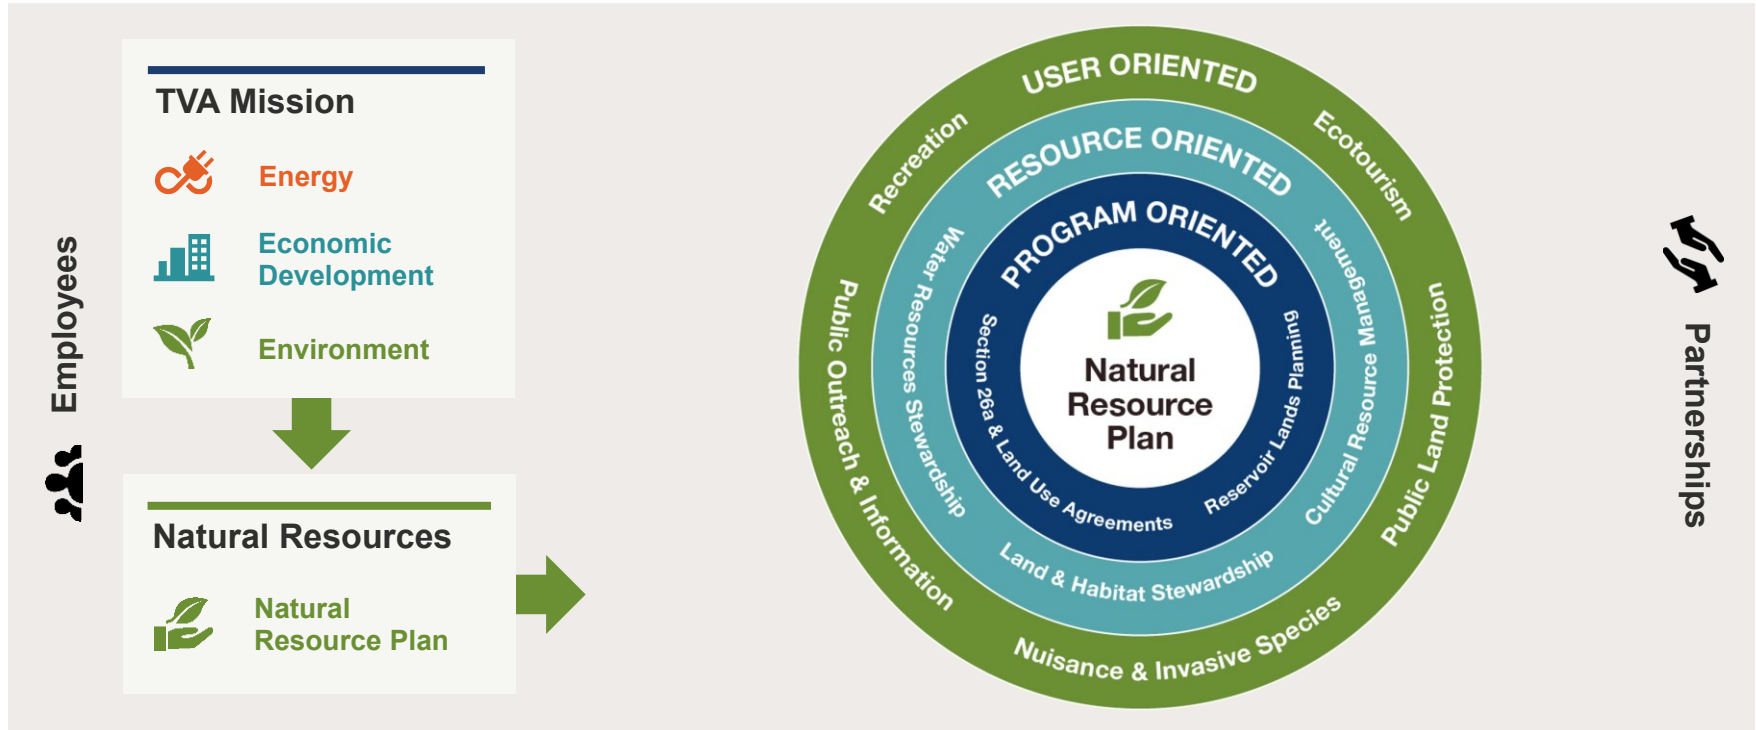 Employees
TVA Mission
Energy
Economic
Development
Environment
Natural Resources
Natural
Resource Plan
USER ORIENTED
Recreation
Ecotourism
Public Outreach & Information
Public Land Protection
Nuisance & Invasive Species
RESOURCE ORIENTED
Water Resources Stewardship
Cultural Resource Management
Land & Habitat Stewardship
PROGRAM ORIENTED
Section 26a & Land Use Agreements
Reservoir Lands Planning
Natural
Resource
Plan
Partnerships